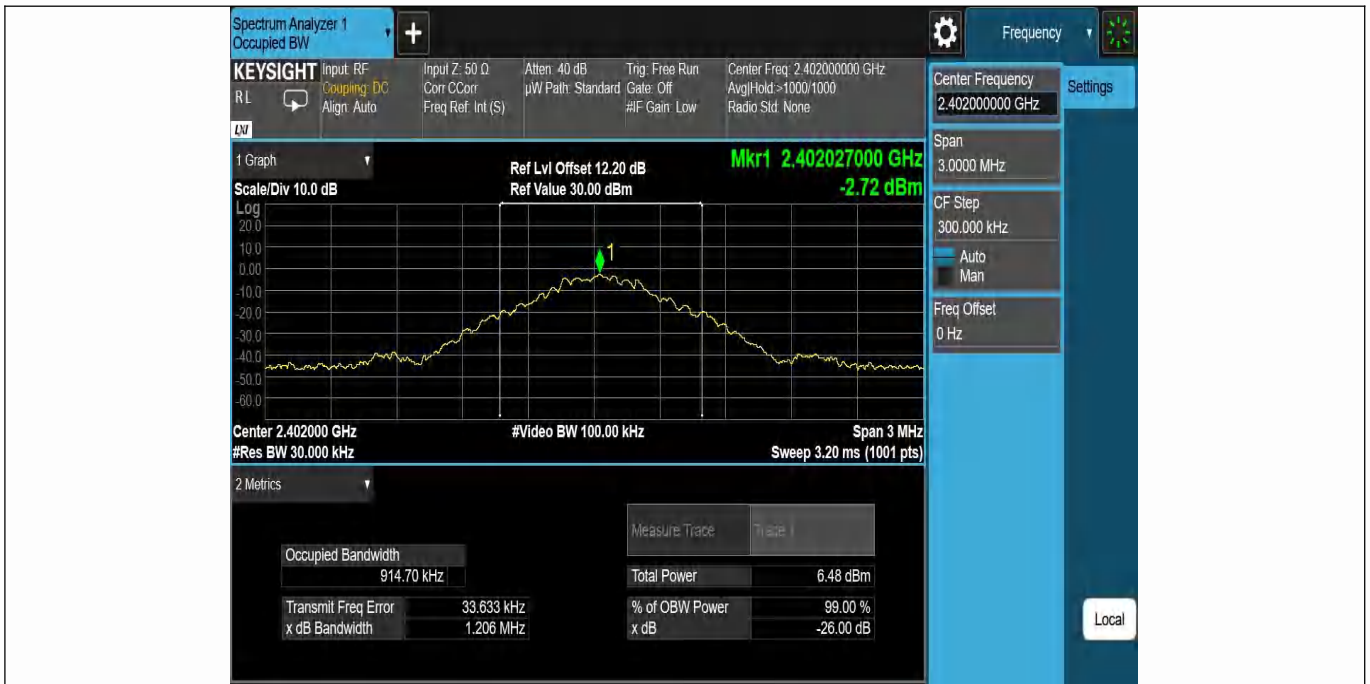 Spectrum Analyzer 1
Occupied BW
+
Frequency
KEYSIGHT
RL
LXI
Input: RF
Coupling: DC
Align: Auto
Input Z: 50 Ω
Corr CCorr
Freq Ref: Int (S)
Atten: 40 dB
µW Path: Standard
Trig: Free Run
Gate: Off
#IF Gain: Low
Center Freq: 2.402000000 GHz
Avg|Hold:>1000/1000
Radio Std: None
Center Frequency
2.402000000 GHz
Settings
Span
3.0000 MHz
CF Step
300.000 kHz
Auto
Man
Freq Offset
0 Hz
Local
1 Graph
Scale/Div 10.0 dB
Ref Lvl Offset 12.20 dB
Ref Value 30.00 dBm
Mkr1 2.402027000 GHz
-2.72 dBm
Log
20.0
10.0
0.00
-10.0
-20.0
-30.0
-40.0
-50.0
-60.0
1
Center 2.402000 GHz
#Video BW 100.00 kHz
Span 3 MHz
#Res BW 30.000 kHz
Sweep 3.20 ms (1001 pts)
2 Metrics
Measure Trace
Trace 1
Occupied Bandwidth
914.70 kHz
Total Power
6.48 dBm
Transmit Freq Error
33.633 kHz
% of OBW Power
99.00 %
x dB Bandwidth
1.206 MHz
x dB
-26.00 dB